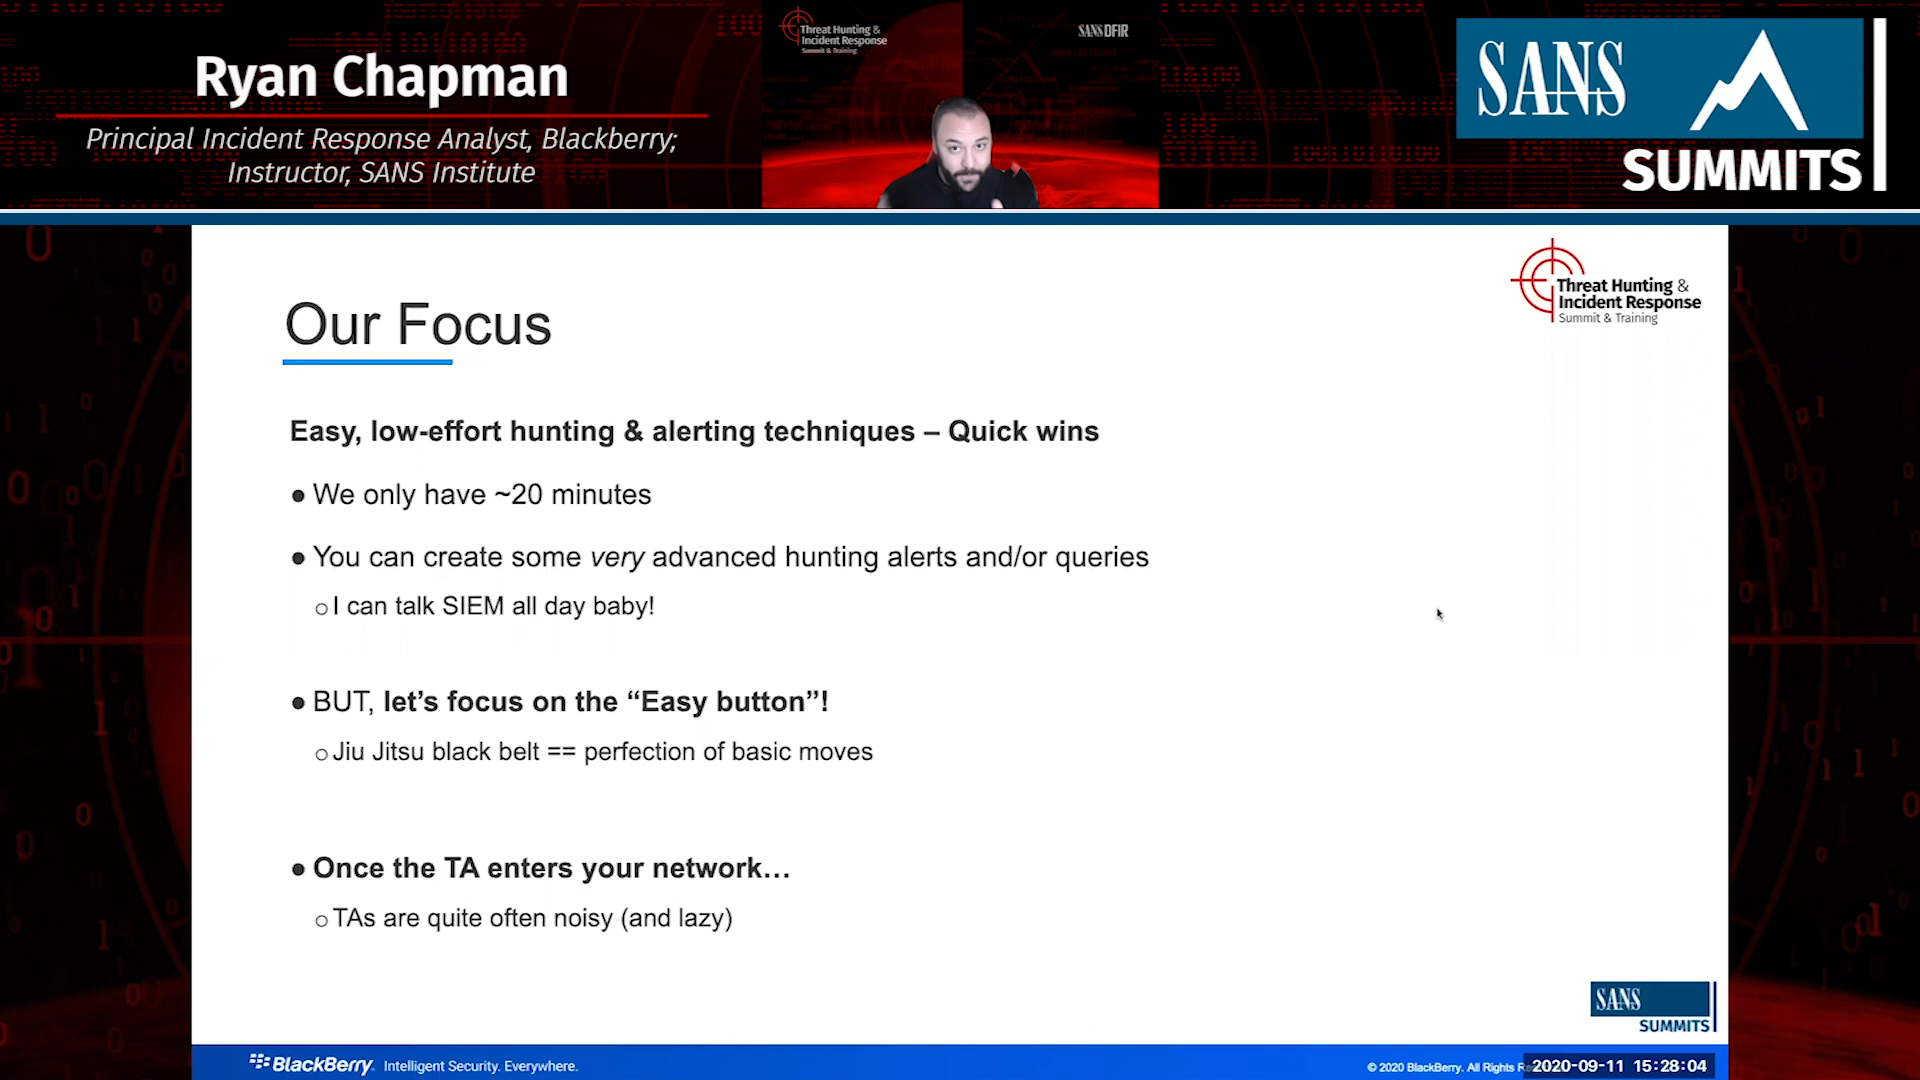 Ryan Chapman
Principal Incident Response Analyst, Blackberry;
Instructor, SANS Institute
Threat Hunting &
Incident Response
Summit & Training
SANS DFIR
SANS
SUMMITS
Threat Hunting &
Incident Response
Summit & Training
Our Focus
Easy, low-effort hunting & alerting techniques – Quick wins
● We only have ~20 minutes
● You can create some very advanced hunting alerts and/or queries
○ I can talk SIEM all day baby!
● BUT, let’s focus on the “Easy button”!
○ Jiu Jitsu black belt == perfection of basic moves
● Once the TA enters your network…
○ TAs are quite often noisy (and lazy)
SANS
SUMMITS
BlackBerry Intelligent Security. Everywhere.
© 2020 BlackBerry. All Rights
2020-09-11 15:28:04